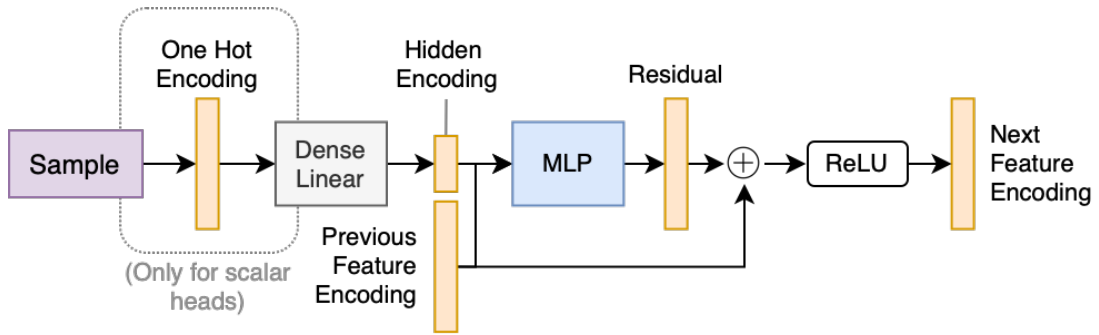 One Hot
Encoding
Hidden
Encoding
Residual
Sample
Dense
Linear
MLP
+
ReLU
Next
Feature
Encoding
Previous
Feature
Encoding
(Only for scalar
heads)